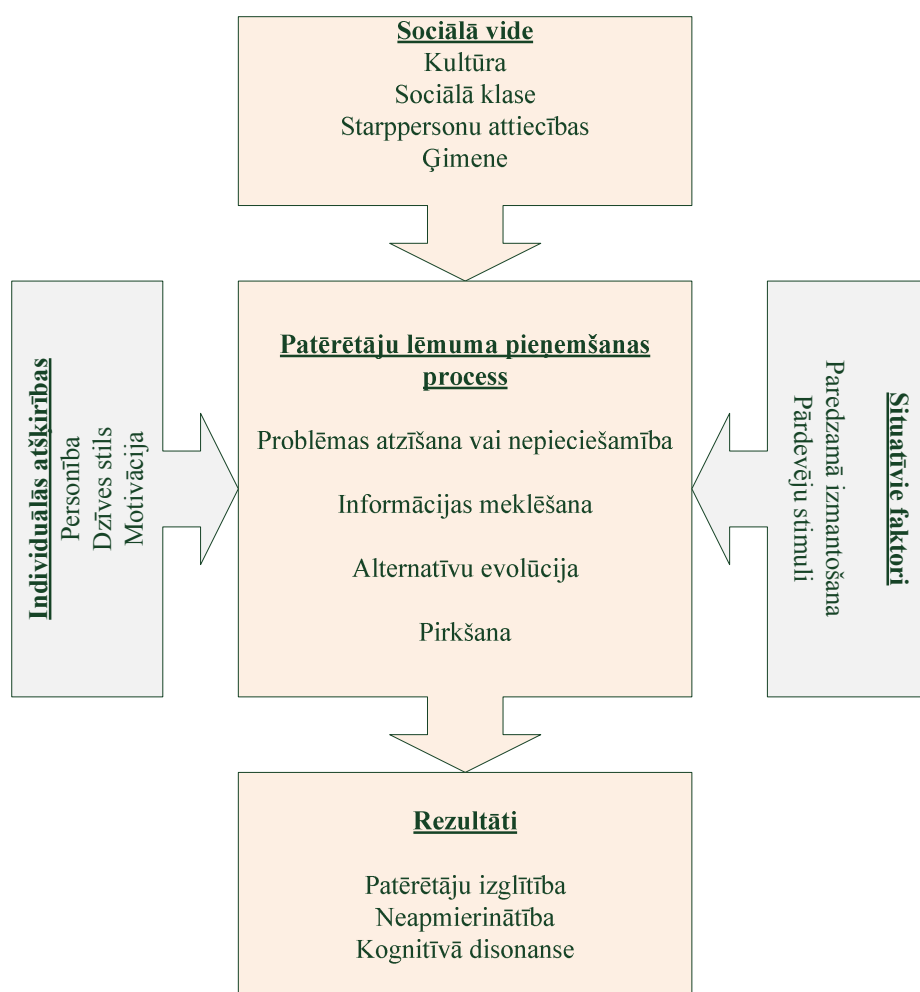 Sociālā vide
Kultūra
Sociālā klase
Starppersonu attiecības
Ģimene
Individuālās atšķirības
Personība
Dzīves stils
Motivācija
Patērētāju lēmuma pieņemšanas
process
Problēmas atzīšana vai nepieciešamība
Informācijas meklēšana
Alternatīvu evolūcija
Pirkšana
Situatīvie faktori
Paredzamā izmantošana
Pārdevēju stimuli
Rezultāti
Patērētāju izglītība
Neapmierinātība
Kognitīvā disonanse